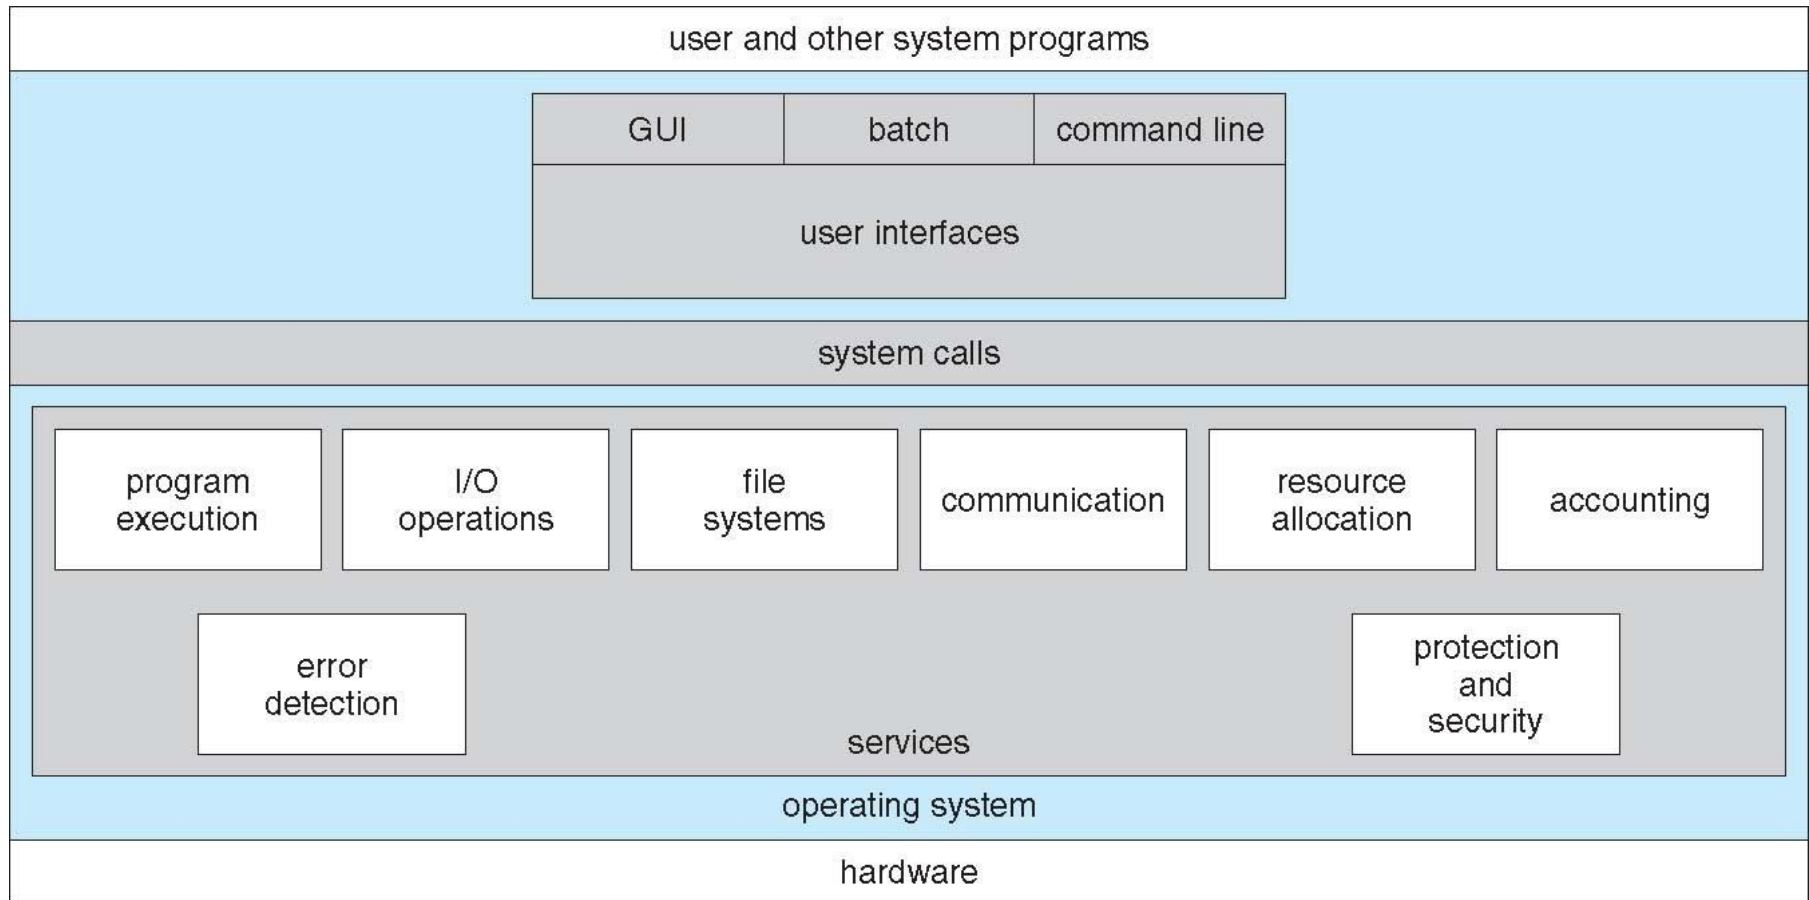 user and other system programs
GUI
batch
command line
user interfaces
system calls
program
execution
I/O
operations
file
systems
communication
resource
allocation
accounting
error
detection
protection
and
security
services
operating system
hardware